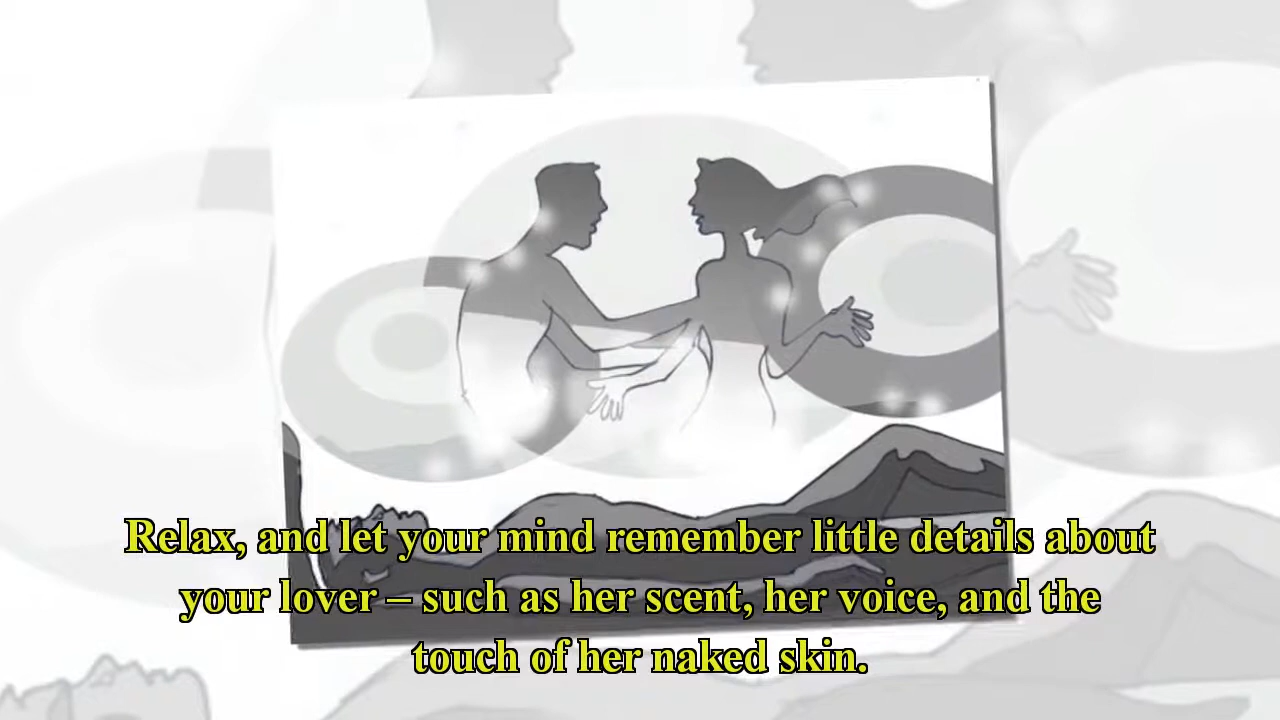 Relax, and let your mind remember little details about
your lover – such as her scent, her voice, and the
touch of her naked skin.